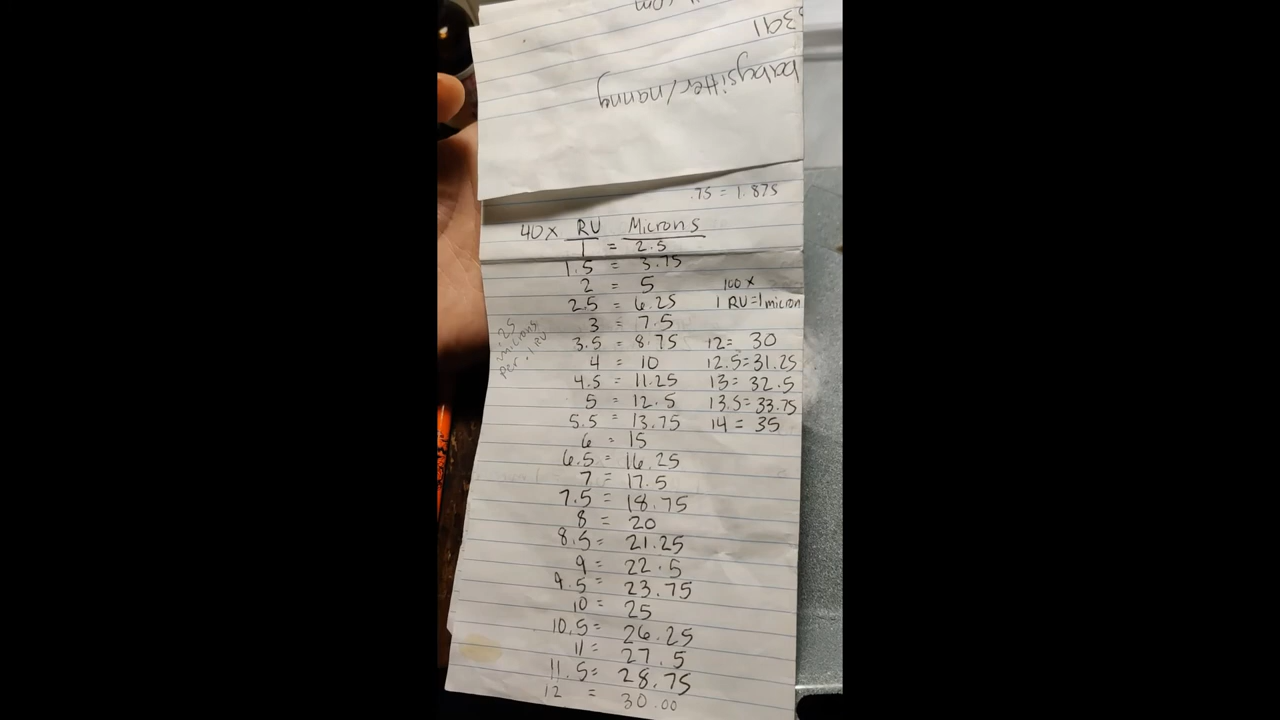 391
babysitter/nanny
.75 = 1.875
40x RU Microns
1 = 2.5
1.5 = 3.75
2 = 5
2.5 = 6.25
3 = 7.5
3.5 = 8.75
4 = 10
4.5 = 11.25
5 = 12.5
5.5 = 13.75
6 = 15
6.5 = 16.25
7 = 17.5
7.5 = 18.75
8 = 20
8.5 = 21.25
9 = 22.5
9.5 = 23.75
10 = 25
10.5 = 26.25
11 = 27.5
11.5 = 28.75
12 = 30.00
.25
microns
per .1 RU
100x
1 RU = 1 micron
12 = 30
12.5 = 31.25
13 = 32.5
13.5 = 33.75
14 = 35